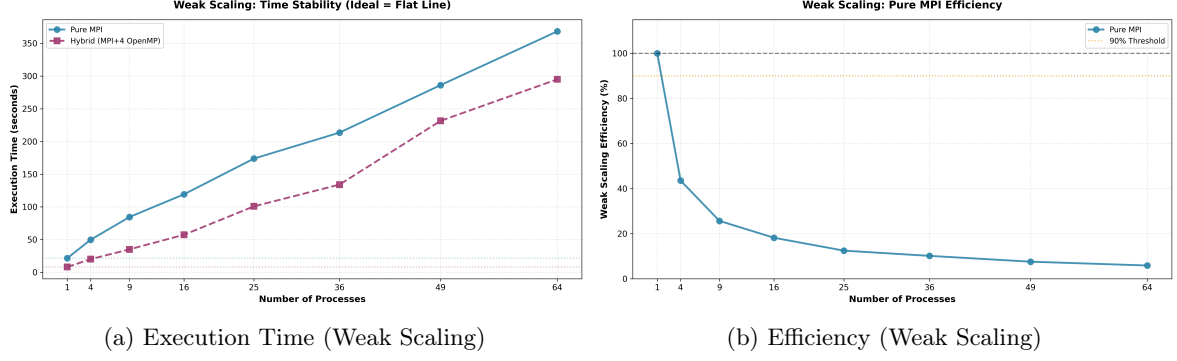 Weak Scaling: Time Stability (Ideal = Flat Line)
Pure MPI
Hybrid (MPI+4 OpenMP)
Execution Time (seconds)
350
300
250
200
150
100
50
0
1 4 9 16 25 36 49 64
Number of Processes
(a) Execution Time (Weak Scaling)
Weak Scaling: Pure MPI Efficiency
Pure MPI
90% Threshold
Weak Scaling Efficiency (%)
100
80
60
40
20
0
1 4 9 16 25 36 49 64
Number of Processes
(b) Efficiency (Weak Scaling)